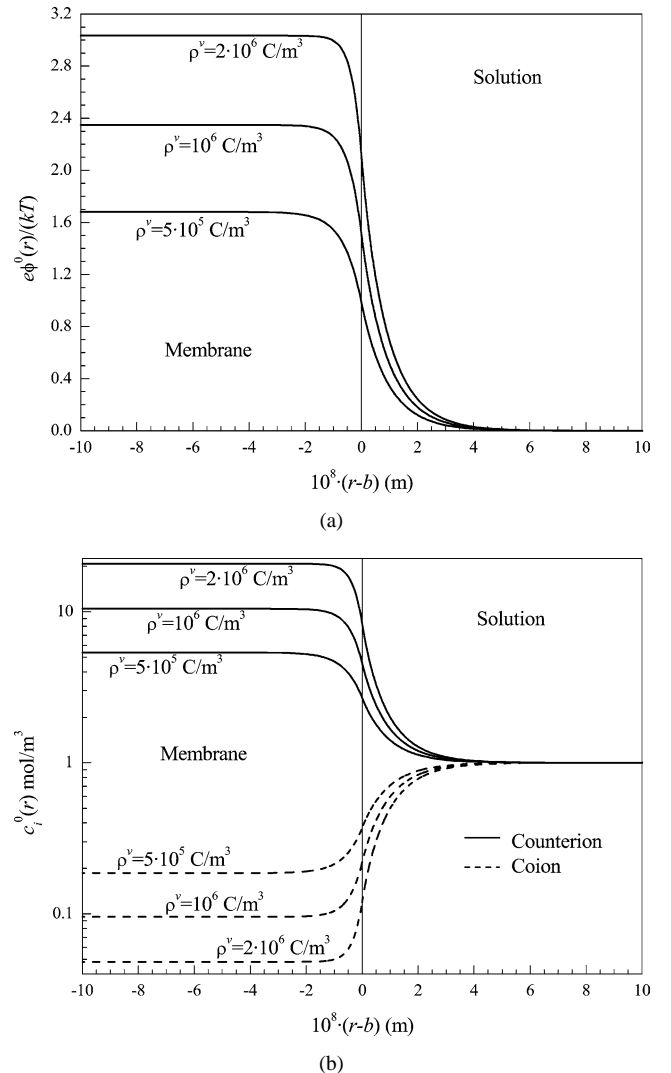 3.2
2.8
2.4
2.0
1.6
1.2
0.8
0.4
0.0
eϕ⁰(r)/(kT)
ρᵛ=2·10⁶ C/m³
Solution
ρᵛ=10⁶ C/m³
ρᵛ=5·10⁵ C/m³
Membrane
-10 -8 -6 -4 -2 0 2 4 6 8 10
10⁸·(r-b) (m)
(a)
10
1
0.1
cᵢ⁰(r) mol/m³
ρᵛ=2·10⁶ C/m³
ρᵛ=10⁶ C/m³
Solution
ρᵛ=5·10⁵ C/m³
Membrane
Counterion
Coion
ρᵛ=5·10⁵ C/m³
ρᵛ=10⁶ C/m³
ρᵛ=2·10⁶ C/m³
-10 -8 -6 -4 -2 0 2 4 6 8 10
10⁸·(r-b) (m)
(b)